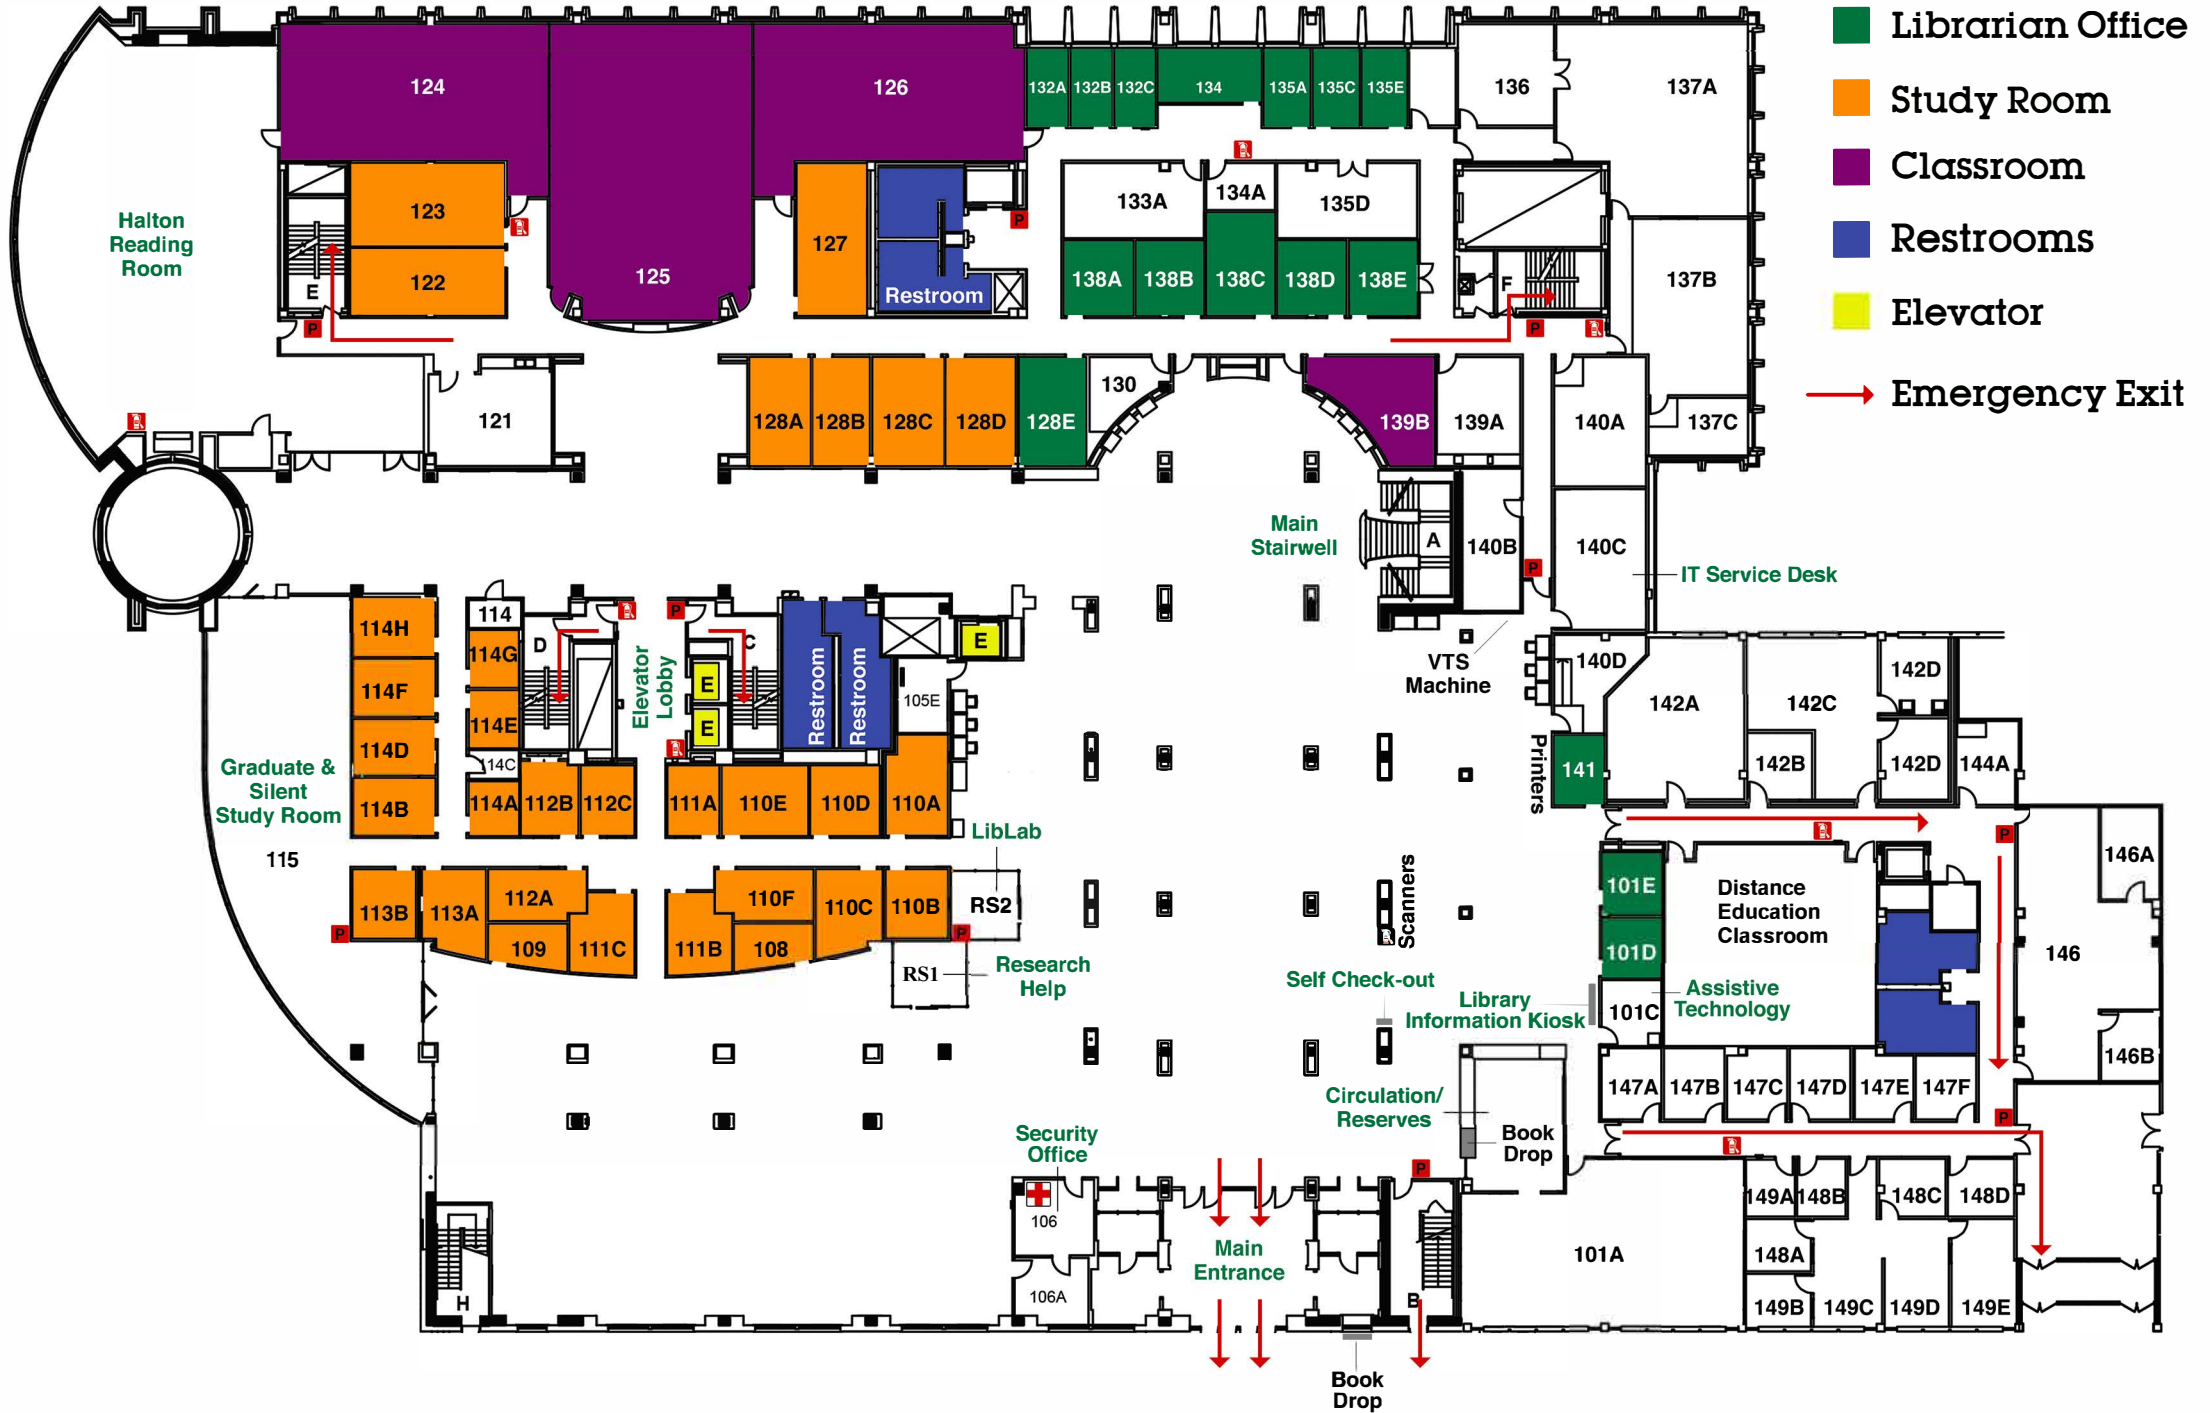 Librarian Office
Study Room
Classroom
Restrooms
Elevator
Emergency Exit
124
126
132A
132B
132C
134
135A
135C
135E
136
137A
Halton
Reading
Room
123
122
E
P
125
127
Restroom
P
133A
134A
135D
138A
138B
138C
138D
138E
F
P
137B
121
128A
128B
128C
128D
128E
130
139B
139A
140A
137C
Main
Stairwell
A
140B
P
140C
IT Service Desk
VTS
Machine
114H
114
114G
114F
114E
114D
114C
114B
114A
D
Elevator
Lobby
P
C
E
E
E
Restroom
Restroom
105E
140D
142A
142C
142D
142B
142D
144A
141
Printers
Graduate &
Silent
Study Room
115
112B
112C
111A
110E
110D
110A
LibLab
113B
113A
112A
109
111C
111B
110F
108
110C
110B
RS2
P
P
RS1
Research
Help
Scanners
Self Check-out
Library
Information Kiosk
101E
101D
101C
Distance
Education
Classroom
Assistive
Technology
P
146A
146
146B
147A
147B
147C
147D
147E
147F
P
Circulation/
Reserves
Book
Drop
Security
Office
106
106A
Main
Entrance
P
B
H
101A
149A
148B
148C
148D
148A
149B
149C
149D
149E
Book
Drop